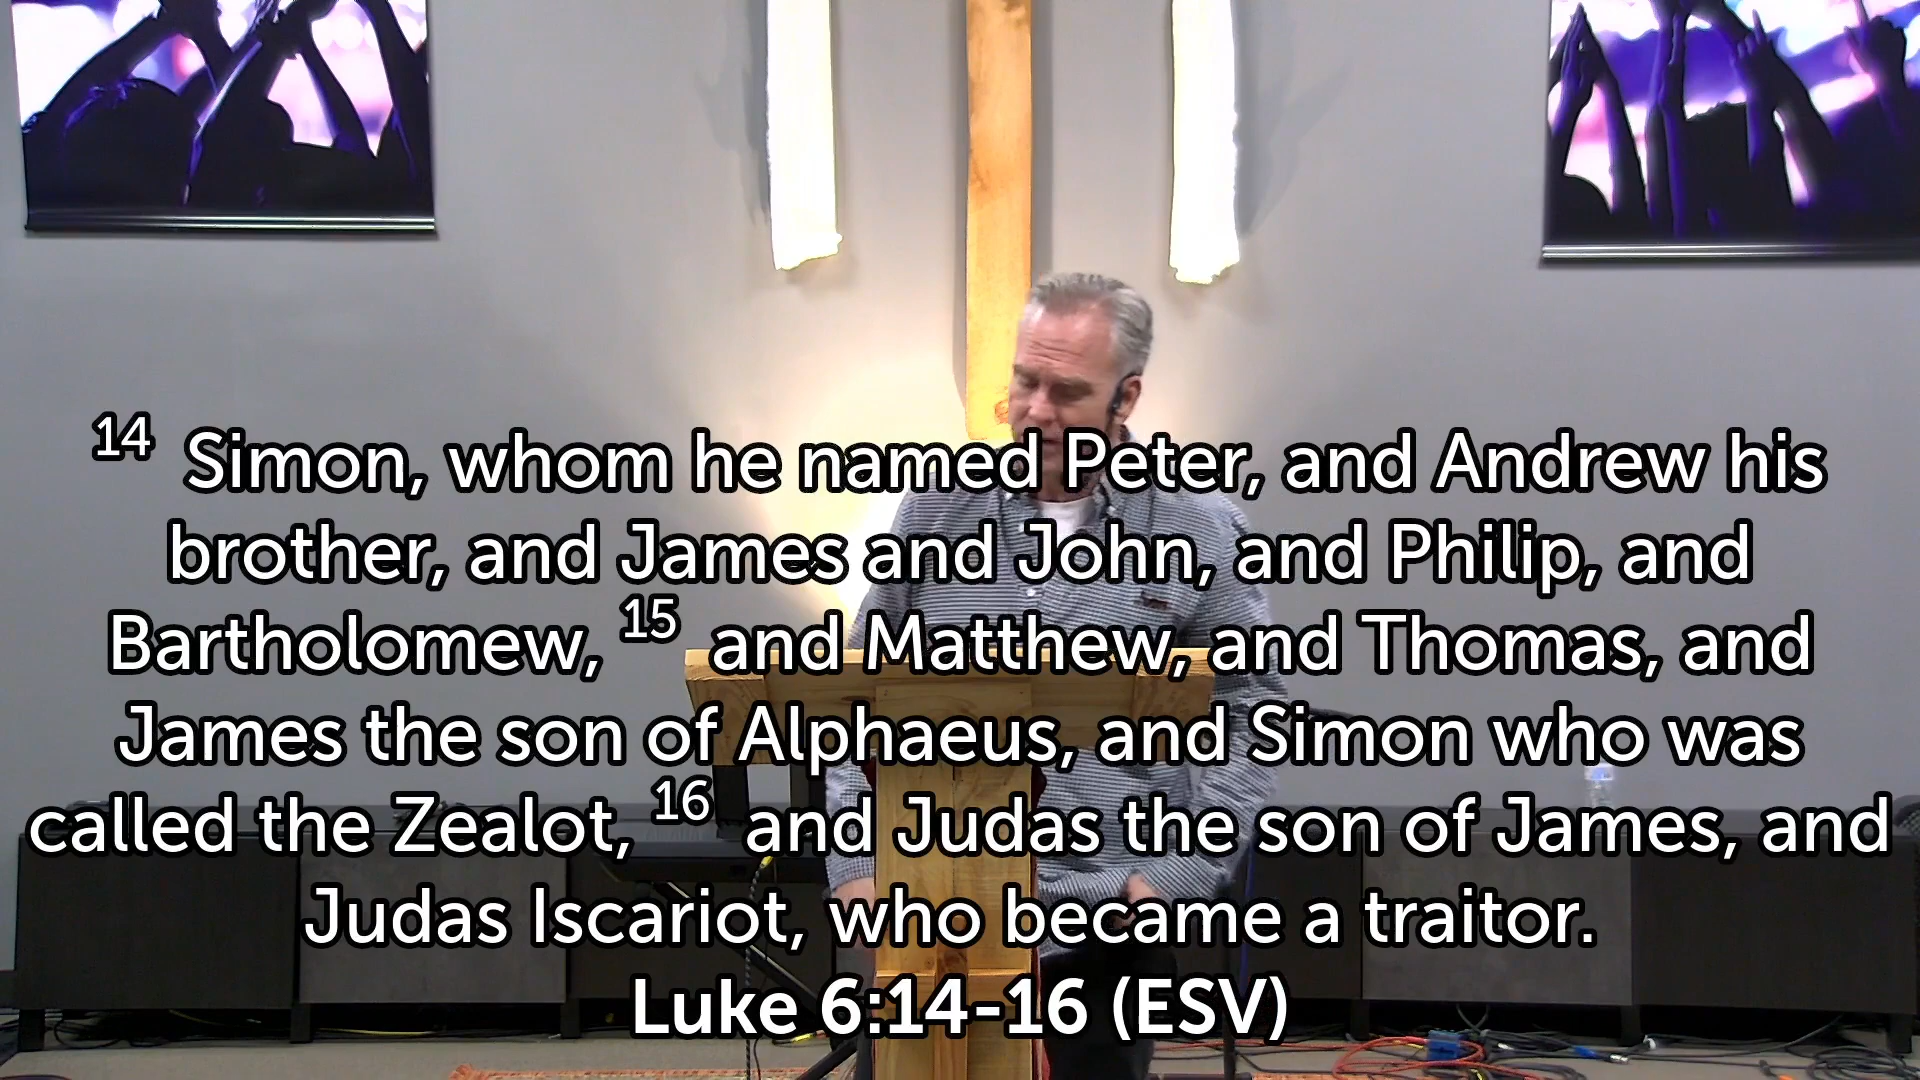 14 Simon, whom he named Peter, and Andrew his
brother, and James and John, and Philip, and
Bartholomew, 15 and Matthew, and Thomas, and
James the son of Alphaeus, and Simon who was
called the Zealot, 16 and Judas the son of James, and
Judas Iscariot, who became a traitor.
Luke 6:14-16 (ESV)